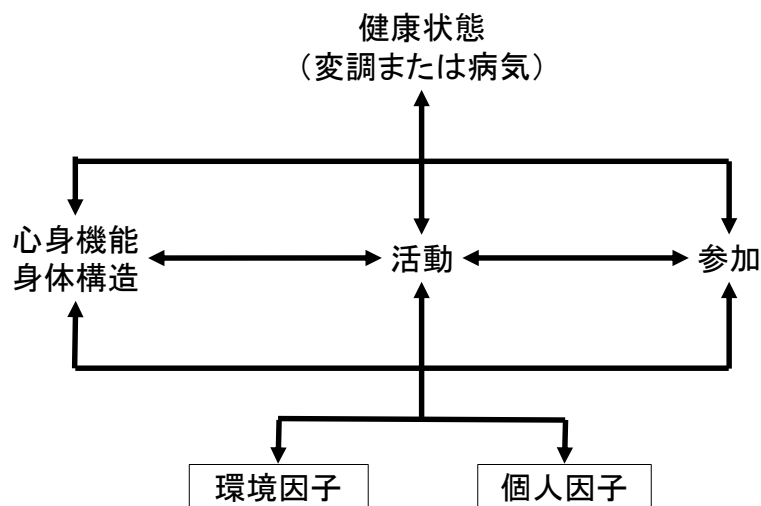 健康状態
(変調または病気)
心身機能
身体構造
活動
参加
環境因子
個人因子